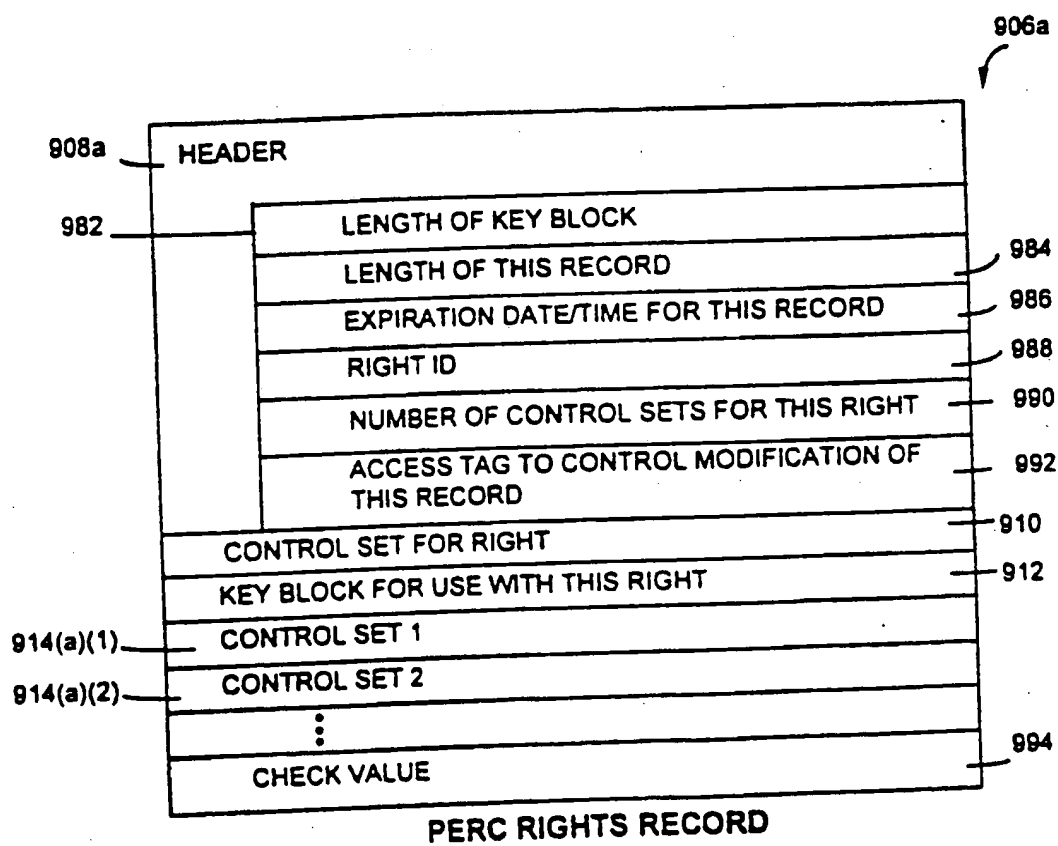 906a
908a HEADER
982 LENGTH OF KEY BLOCK
LENGTH OF THIS RECORD 984
EXPIRATION DATE/TIME FOR THIS RECORD 986
RIGHT ID 988
NUMBER OF CONTROL SETS FOR THIS RIGHT 990
ACCESS TAG TO CONTROL MODIFICATION OF 992
THIS RECORD
CONTROL SET FOR RIGHT 910
KEY BLOCK FOR USE WITH THIS RIGHT 912
914(a)(1) CONTROL SET 1
914(a)(2) CONTROL SET 2
CHECK VALUE 994
PERC RIGHTS RECORD